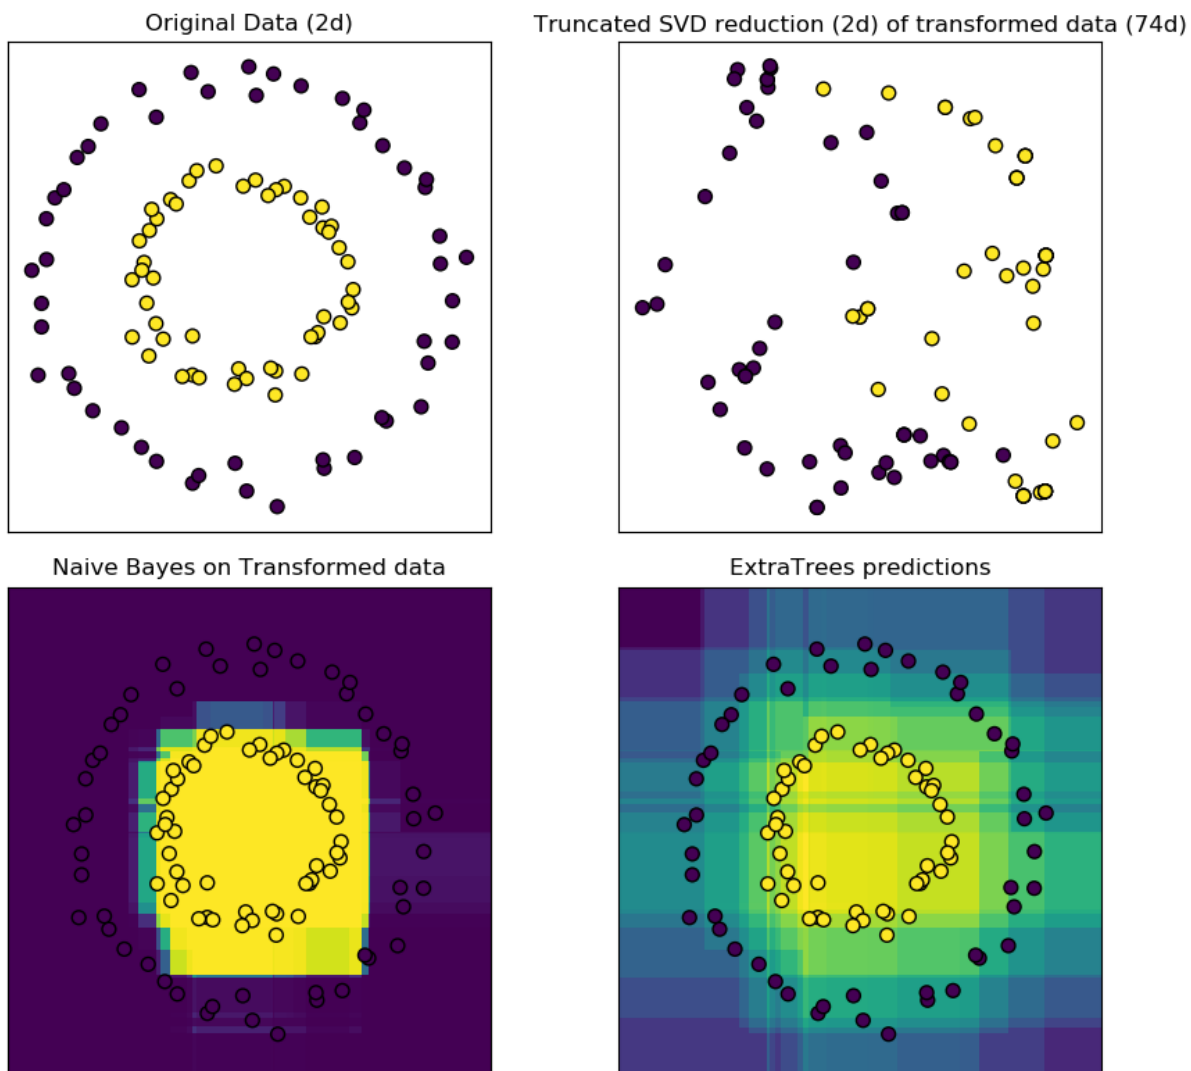 Original Data (2d)
Truncated SVD reduction (2d) of transformed data (74d)
Naive Bayes on Transformed data
ExtraTrees predictions